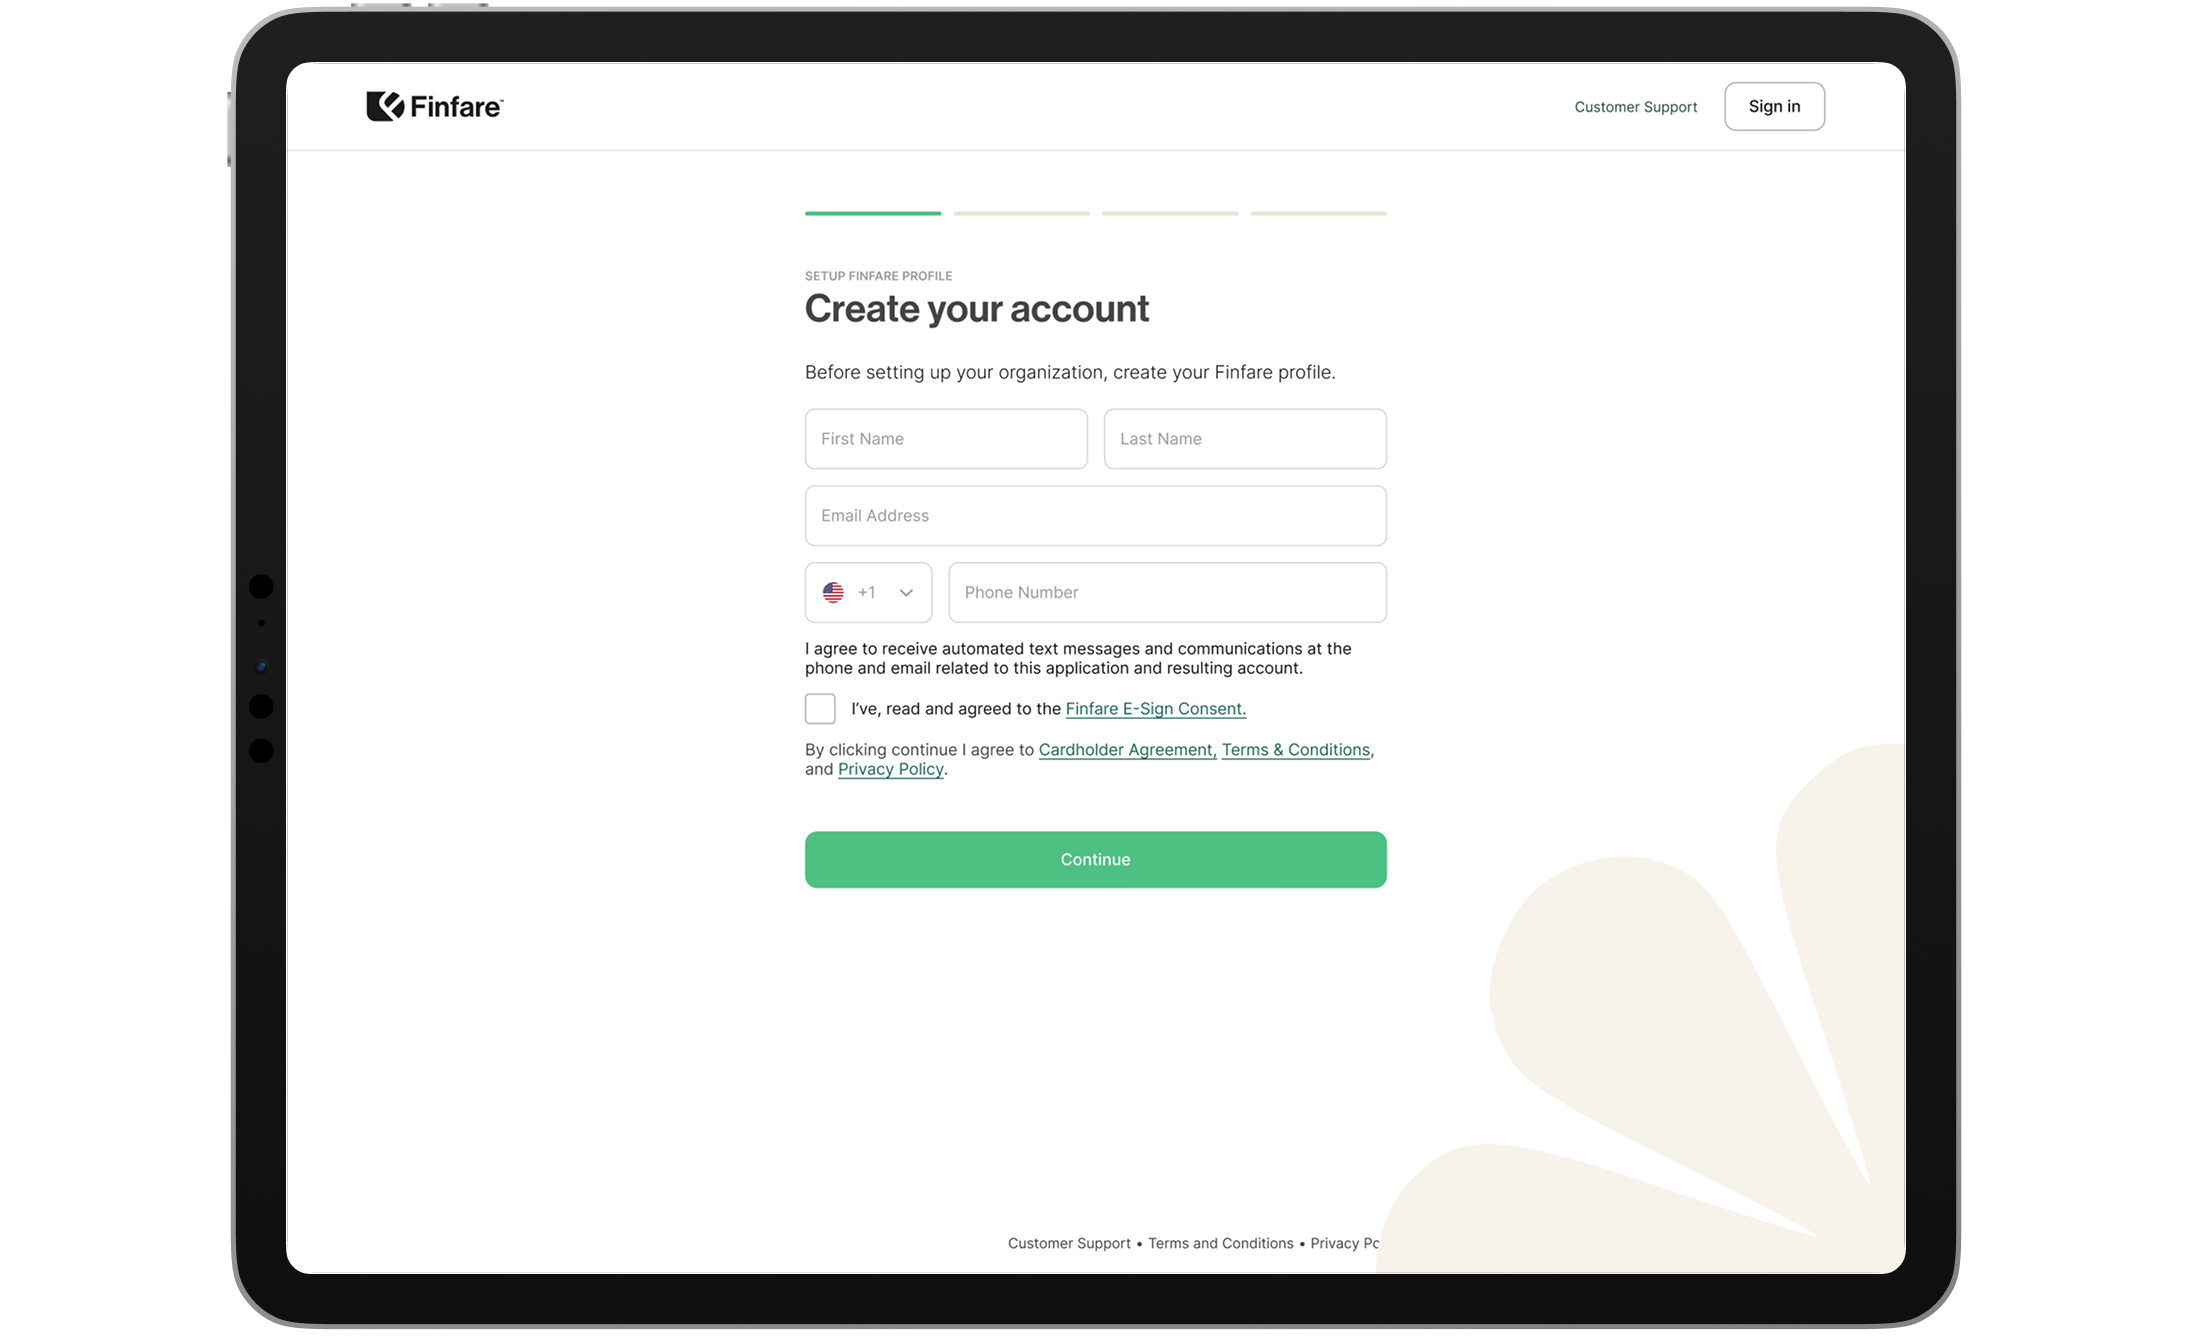 Finfare™
Customer Support
Sign in
SETUP FINFARE PROFILE
Create your account
Before setting up your organization, create your Finfare profile.
First Name
Last Name
Email Address
+1
Phone Number
I agree to receive automated text messages and communications at the
phone and email related to this application and resulting account.
I've, read and agreed to the Finfare E-Sign Consent.
By clicking continue I agree to Cardholder Agreement, Terms & Conditions,
and Privacy Policy.
Continue
Customer Support • Terms and Conditions • Privacy